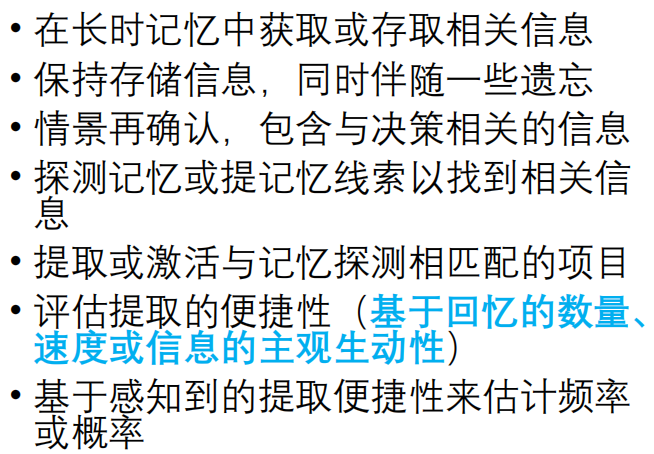 • 在长时记忆中获取或存取相关信息
• 保持存储信息，同时伴随一些遗忘
• 情景再确认，包含与决策相关的信息
• 探测记忆或提记忆线索以找到相关信
息
• 提取或激活与记忆探测相匹配的项目
• 评估提取的便捷性（基于回忆的数量、
速度或信息的主观生动性）
• 基于感知到的提取便捷性来估计频率
或概率